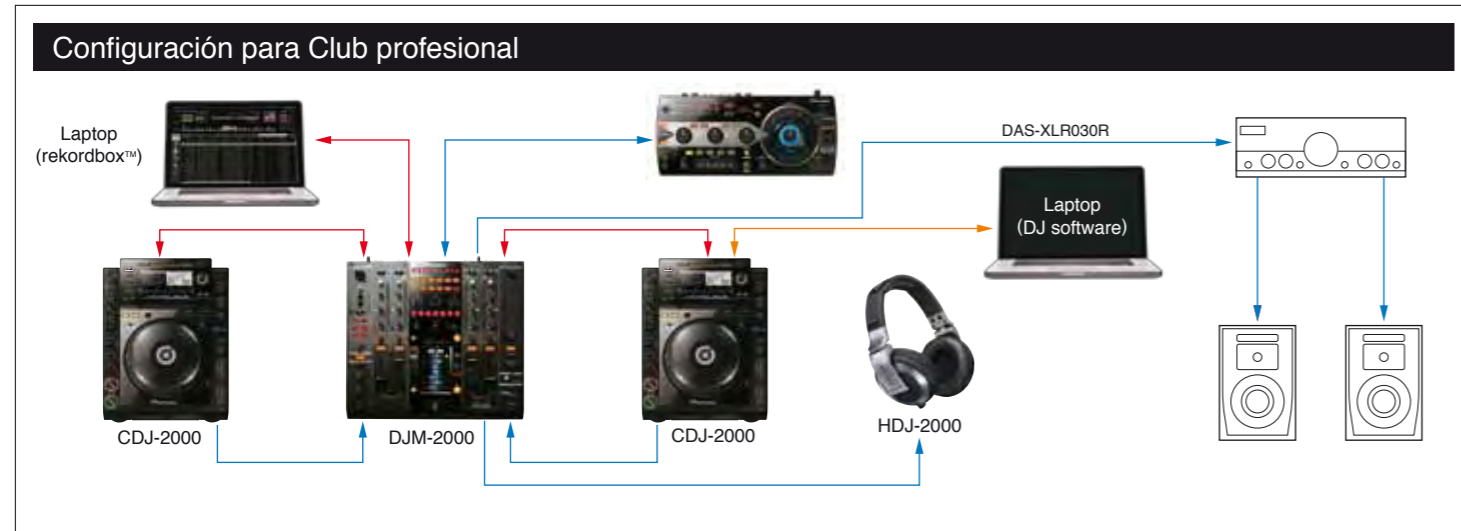 Configuración para Club profesional
Laptop
(rekordbox™)
DAS-XLR030R
Laptop
(DJ software)
CDJ-2000
DJM-2000
CDJ-2000
HDJ-2000